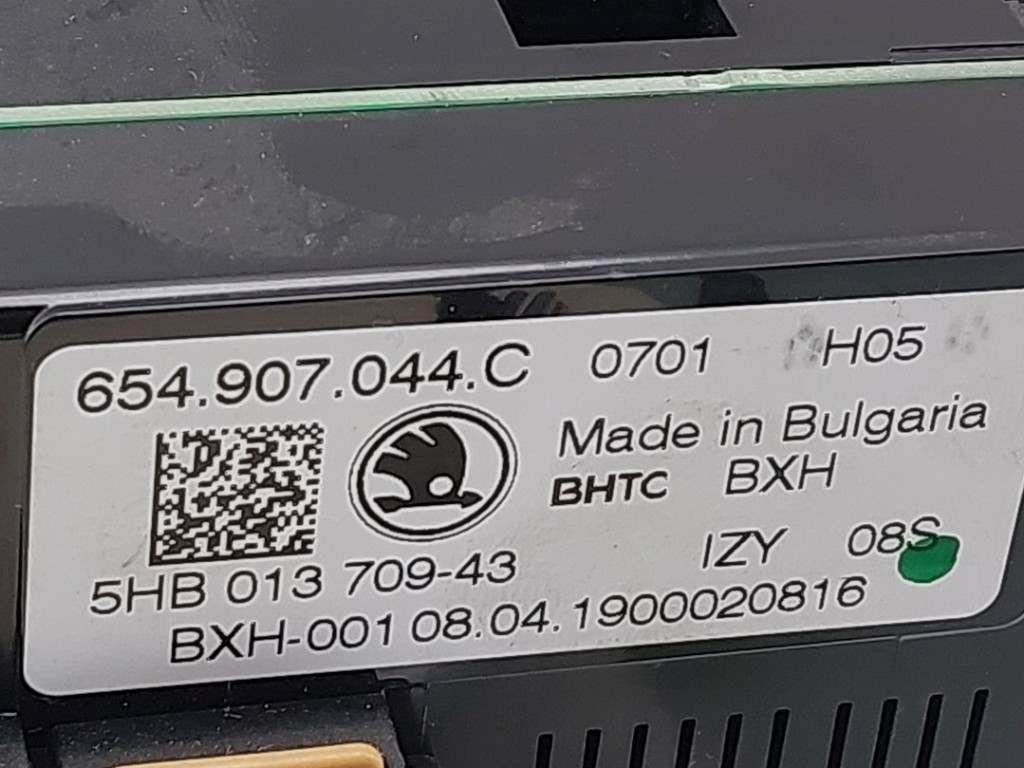 654.907.044.C 0701 H05
Made in Bulgaria
BHTC BXH
IZY 08S
5HB 013 709-43
BXH-001 08.04.1900020816